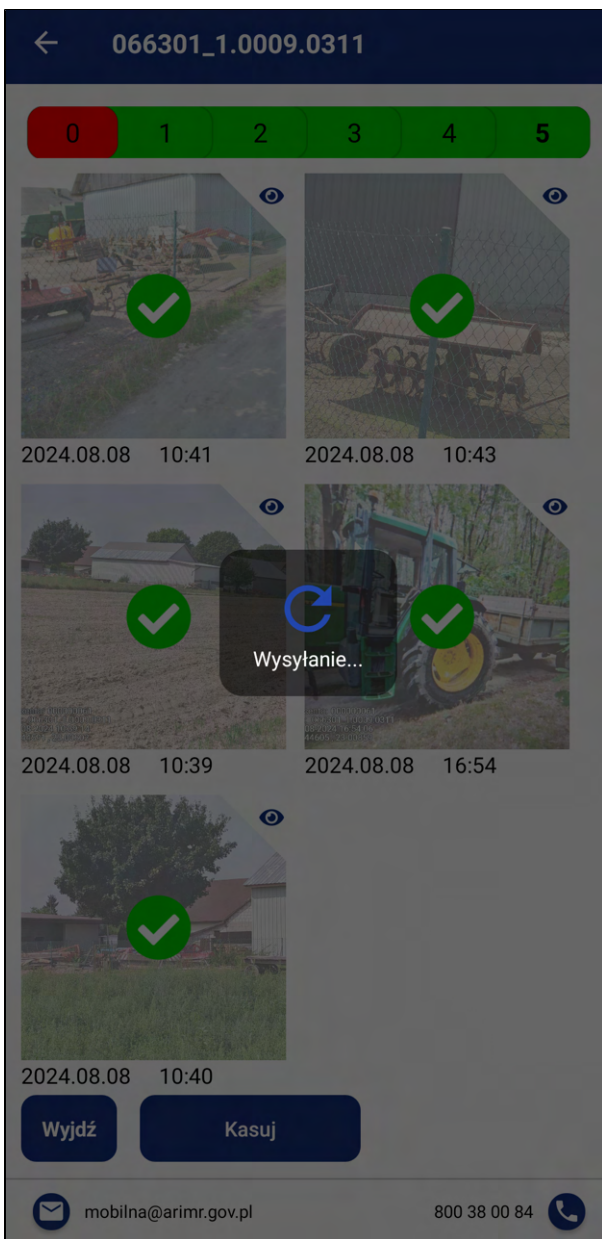 066301_1.0009.0311
0 1 2 3 4 5
2024.08.08 10:41 2024.08.08 10:43
Wysyłanie...
2024.08.08 10:39 2024.08.08 16:54
2024.08.08 10:40
Wyjdź Kasuj
mobilna@arimr.gov.pl 800 38 00 84